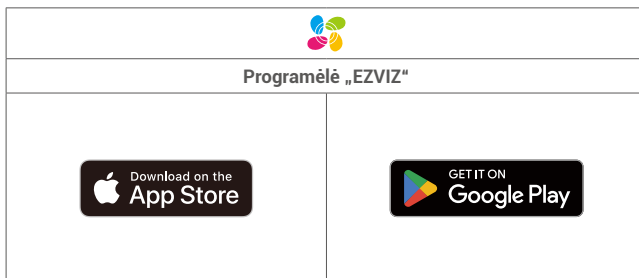 Programėlė „EZVIZ“
Download on the
App Store
GET IT ON
Google Play